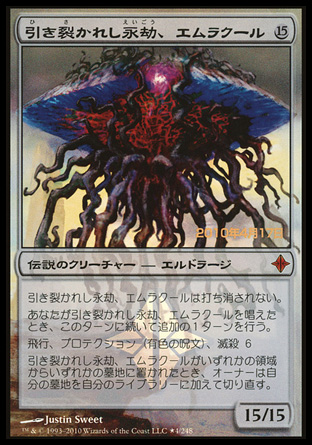 引き裂かれし永劫、エムラクール 15
ひ さ えいごう
2010年4月17日
伝説のクリーチャー — エルドラージ
引き裂かれし永劫、エムラクールは打ち消されない。
あなたが引き裂かれし永劫、エムラクールを唱えた
とき、このターンに続いて追加の1ターンを行う。
飛行、プロテクション（有色の呪文）、滅殺 6
引き裂かれし永劫、エムラクールがいずれかの領域
からいずれかの墓地に置かれたとき、オーナーは自
分の墓地を自分のライブラリーに加えて切り直す。
Justin Sweet
™ & © 1993-2010 Wizards of the Coast LLC ★4/248
15/15